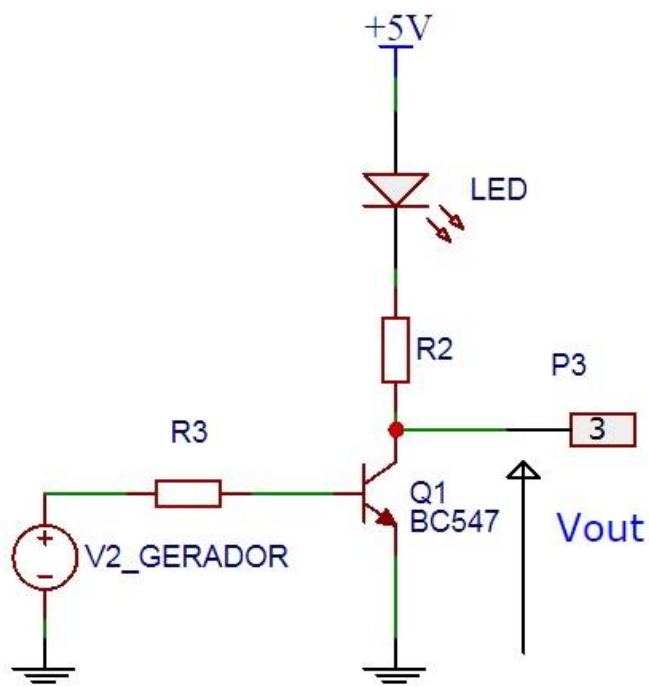 +5V
LED
R2
P3
3
R3
Q1
BC547
Vout
+
-
V2_GERADOR